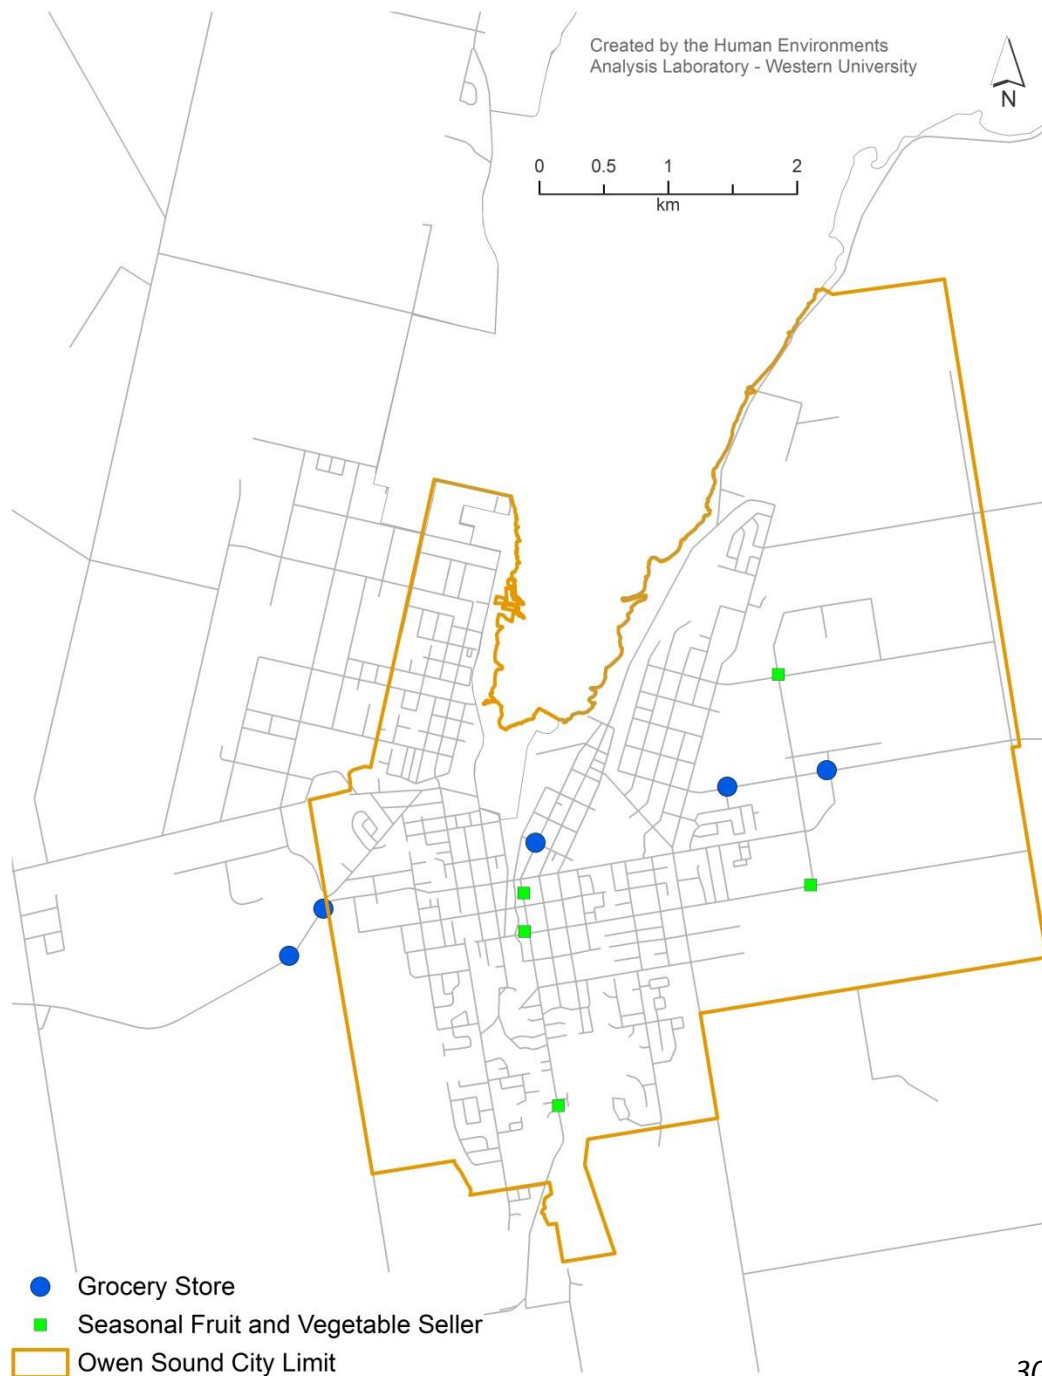 Created by the Human Environments
Analysis Laboratory - Western University
N
0 0.5 1 2
km
Grocery Store
Seasonal Fruit and Vegetable Seller
Owen Sound City Limit
30